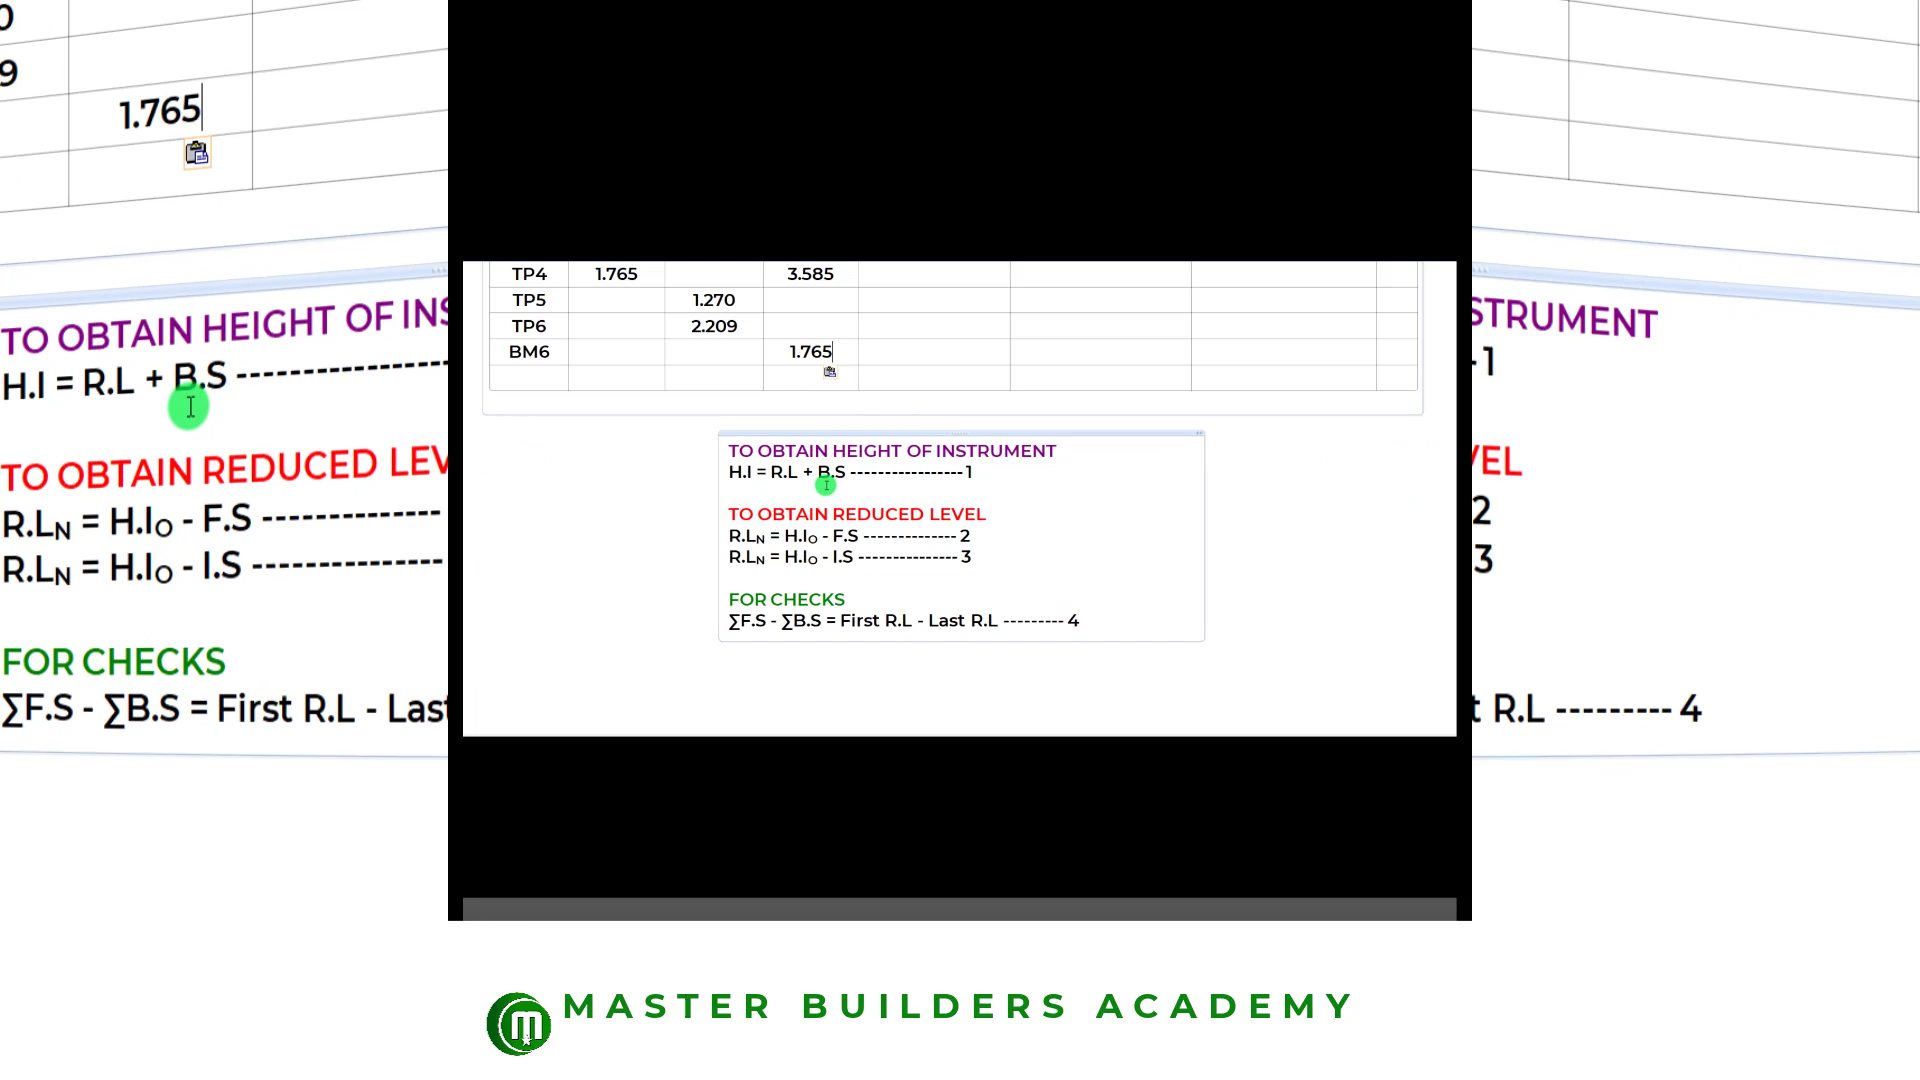 0
9
1.765
TO OBTAIN HEIGHT OF INS
H.I = R.L + B.S ------------------
TO OBTAIN REDUCED LEV
R.LN = H.IO - F.S --------------
R.LN = H.IO - I.S ---------------
FOR CHECKS
∑F.S - ∑B.S = First R.L - Last
TP4 1.765 3.585
TP5 1.270
TP6 2.209
BM6 1.765
TO OBTAIN HEIGHT OF INSTRUMENT
H.I = R.L + B.S ----------------- 1
TO OBTAIN REDUCED LEVEL
R.LN = H.IO - F.S -------------- 2
R.LN = H.IO - I.S --------------- 3
FOR CHECKS
∑F.S - ∑B.S = First R.L - Last R.L --------- 4
STRUMENT
- 1
VEL
2
3
t R.L --------- 4
MASTER BUILDERS ACADEMY